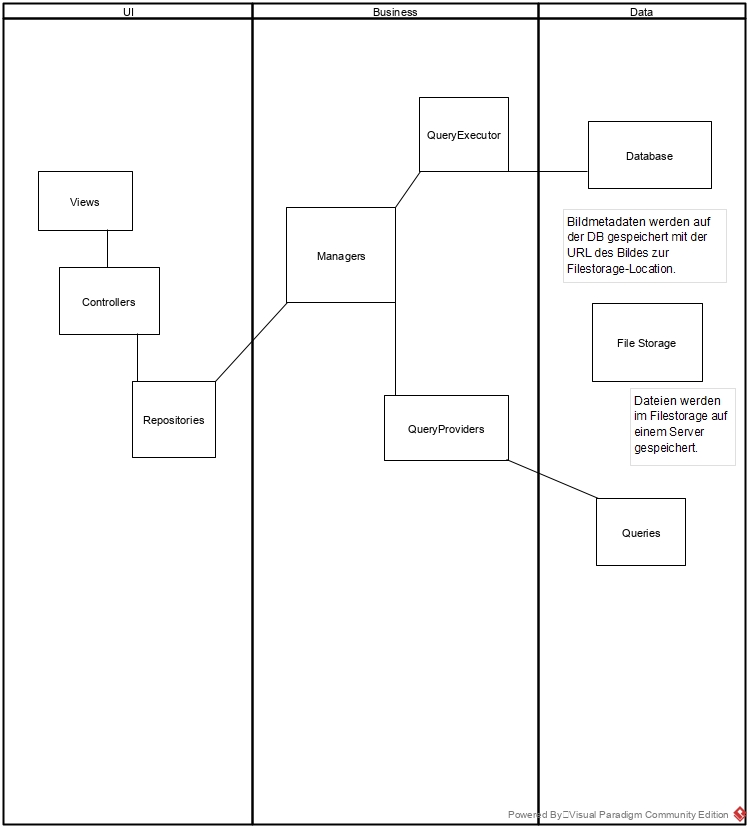 UI
Business
Data
QueryExecutor
Database
Views
Bildmetadaten werden auf
der DB gespeichert mit der
URL des Bildes zur
Filestorage-Location.
Managers
Controllers
File Storage
Dateien werden
im Filestorage auf
einem Server
gespeichert.
Repositories
QueryProviders
Queries
Powered By Visual Paradigm Community Edition